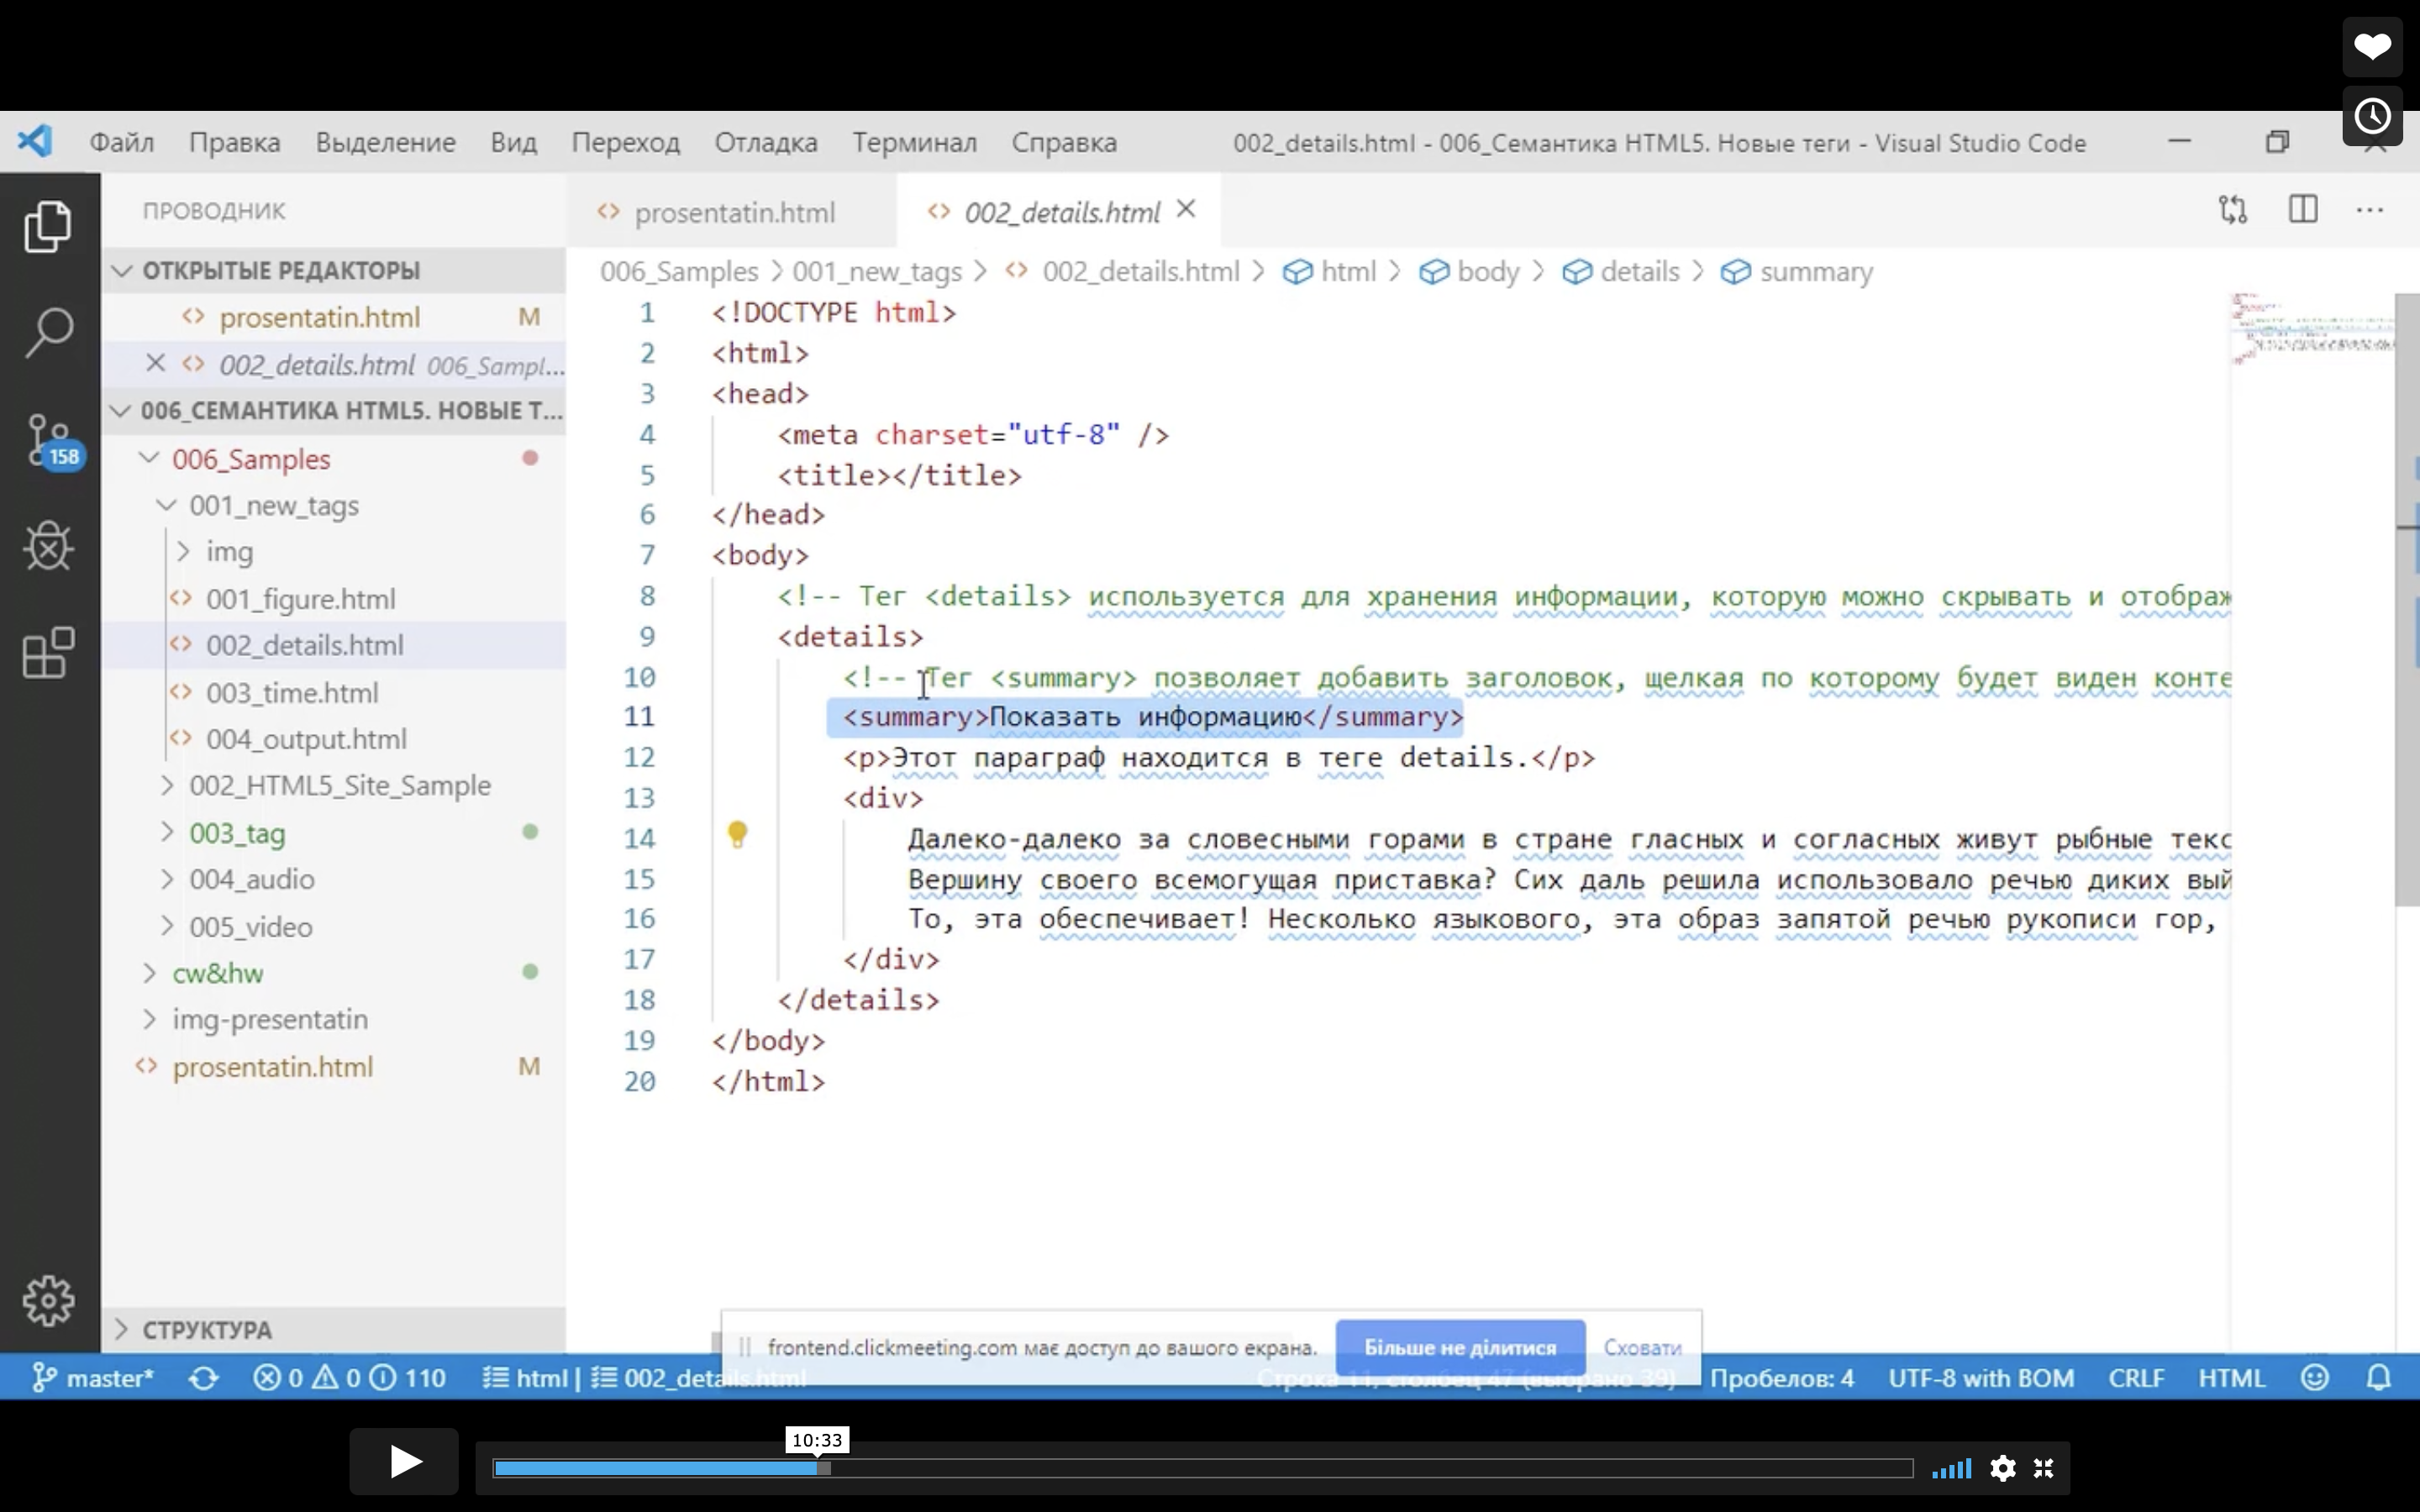 Файл Правка Выделение Вид Переход Отладка Терминал Справка 002_details.html - 006_Семантика HTML5. Новые теги - Visual Studio Code
ПРОВОДНИК
ОТКРЫТЫЕ РЕДАКТОРЫ
prosentatin.html M
002_details.html 006_Sampl...
006_СЕМАНТИКА HTML5. НОВЫЕ Т...
006_Samples
001_new_tags
img
001_figure.html
002_details.html
003_time.html
004_output.html
002_HTML5_Site_Sample
003_tag
004_audio
005_video
cw&hw
img-presentatin
prosentatin.html M
СТРУКТУРА
158
prosentatin.html 002_details.html
006_Samples 001_new_tags 002_details.html html body details summary
1 <!DOCTYPE html>
2 <html>
3 <head>
4 <meta charset="utf-8" />
5 <title></title>
6 </head>
7 <body>
8 <!-- Тег <details> используется для хранения информации, которую можно скрывать и отображ
9 <details>
10 <!-- Тег <summary> позволяет добавить заголовок, щелкая по которому будет виден конте
11 <summary>Показать информацию</summary>
12 <p>Этот параграф находится в теге details.</p>
13 <div>
14 Далеко-далеко за словесными горами в стране гласных и согласных живут рыбные текс
15 Вершину своего всемогущая приставка? Сих даль решила использовало речью диких вый
16 То, эта обеспечивает! Несколько языкового, эта образ запятой речью рукописи гор,
17 </div>
18 </details>
19 </body>
20 </html>
frontend.clickmeeting.com має доступ до вашого екрана. Більше не ділитися Сховати
master* 0 0 110 html | 002_details.html Строка 11, столбец 47 (выбрано 39) Пробелов: 4 UTF-8 with BOM CRLF HTML
10:33